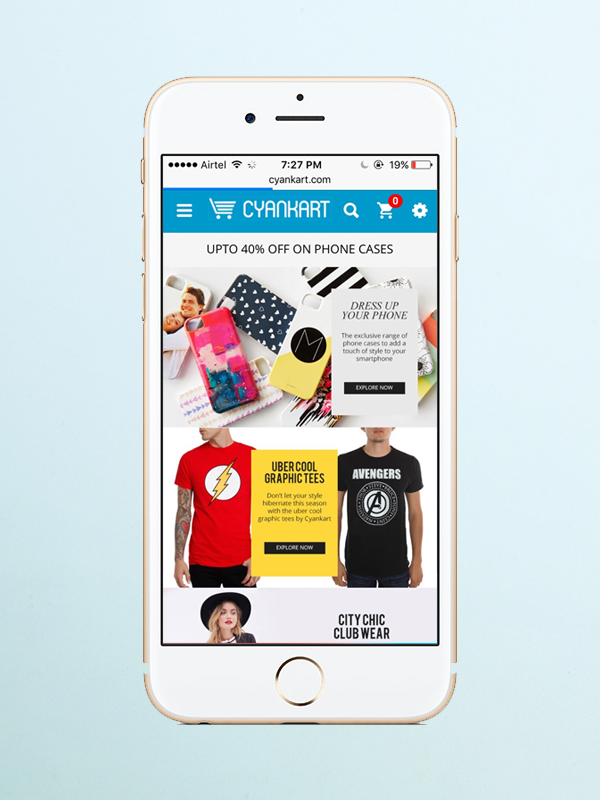 Airtel 7:27 PM 19%
cyankart.com
CYANKART 0
UPTO 40% OFF ON PHONE CASES
DRESS UP
YOUR PHONE
The exclusive range of
phone cases to add a
touch of style to your
smartphone
EXPLORE NOW
M
UBER COOL
GRAPHIC TEES
Don't let your style
hibernate this season
with the uber cool
graphic tees by Cyankart
EXPLORE NOW
AVENGERS
A
CITY CHIC
CLUB WEAR